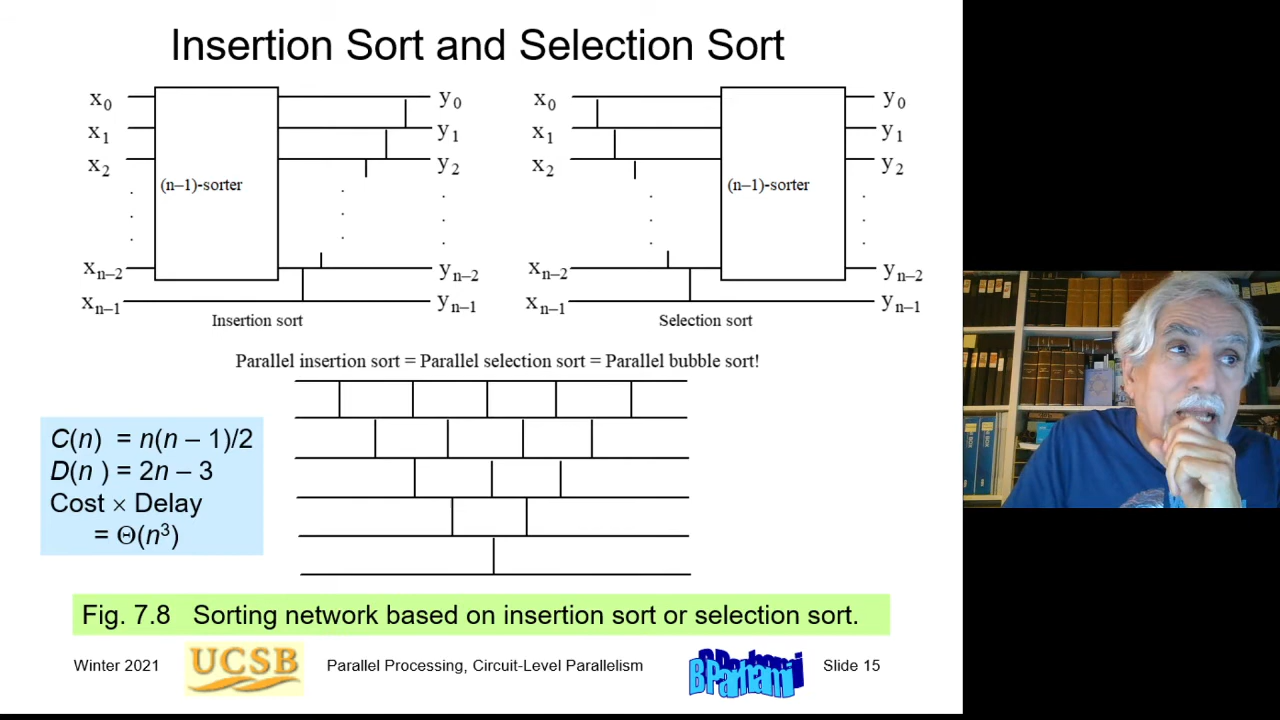 Insertion Sort and Selection Sort
x0 y0 x0 y0
x1 y1 x1 y1
x2 y2 x2 y2
(n–1)-sorter (n–1)-sorter
. . . . . .
. . . . . .
. . . . . .
xn–2 yn–2 xn–2 yn–2
xn–1 yn–1 xn–1 yn–1
Insertion sort Selection sort
Parallel insertion sort = Parallel selection sort = Parallel bubble sort!
C(n) = n(n – 1)/2
D(n ) = 2n – 3
Cost × Delay
= Θ(n³)
Fig. 7.8 Sorting network based on insertion sort or selection sort.
Winter 2021 UCSB Parallel Processing, Circuit-Level Parallelism B Parhami Slide 15